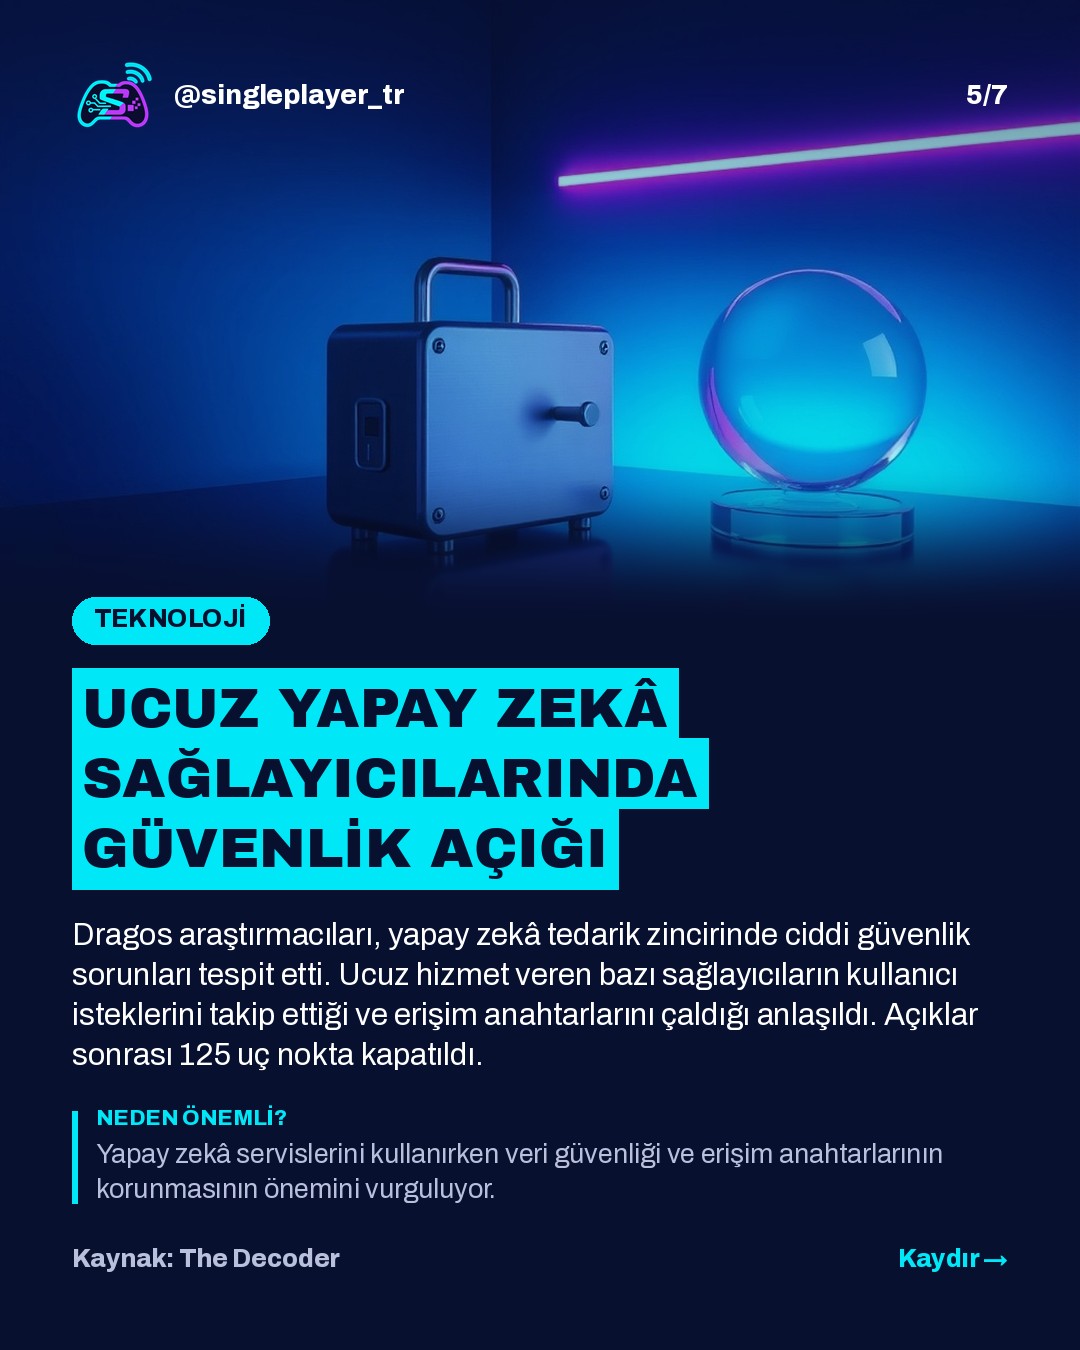 @singleplayer_tr
5/7
TEKNOLOJİ
UCUZ YAPAY ZEKÂ
SAĞLAYICILARINDA
GÜVENLİK AÇIĞI
Dragos araştırmacıları, yapay zekâ tedarik zincirinde ciddi güvenlik
sorunları tespit etti. Ucuz hizmet veren bazı sağlayıcıların kullanıcı
isteklerini takip ettiği ve erişim anahtarlarını çaldığı anlaşıldı. Açıklar
sonrası 125 uç nokta kapatıldı.
NEDEN ÖNEMLİ?
Yapay zekâ servislerini kullanırken veri güvenliği ve erişim anahtarlarının
korunmasının önemini vurguluyor.
Kaynak: The Decoder
Kaydır →